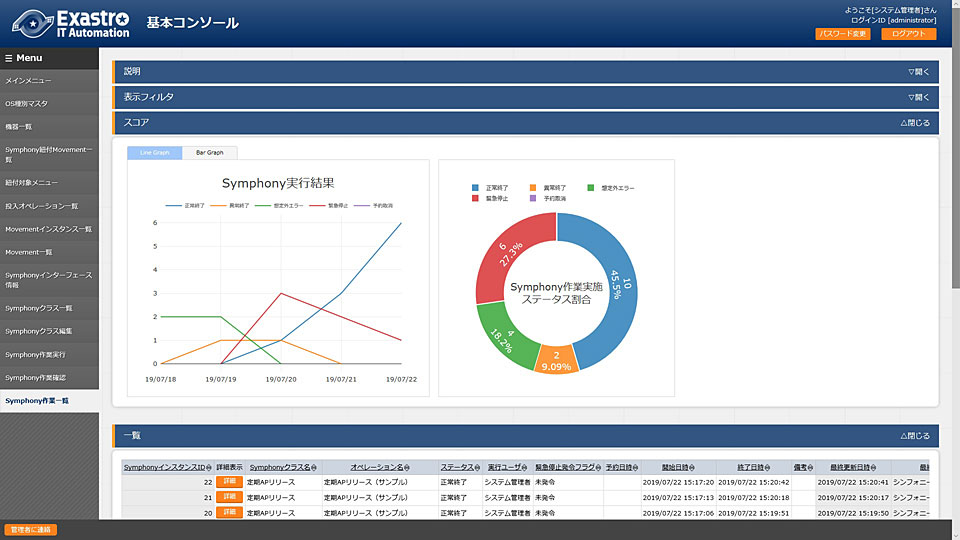 Exastro
IT Automation
基本コンソール
ようこそ[システム管理者]さん
ログインID [administrator]
パスワード変更
ログアウト
☰ Menu
メインメニュー
OS種別マスタ
機器一覧
Symphony紐付Movement一
覧
紐付対象メニュー
投入オペレーション一覧
Movementインスタンス一覧
Movement一覧
Symphonyインターフェース
情報
Symphonyクラス一覧
Symphonyクラス編集
Symphony作業実行
Symphony作業確認
Symphony作業一覧
説明 ▽開く
表示フィルタ ▽開く
スコア △閉じる
Line Graph Bar Graph
Symphony実行結果
正常終了 異常終了 想定外エラー 緊急停止 予約取消
6
5
4
3
2
1
0
19/07/18 19/07/19 19/07/20 19/07/21 19/07/22
正常終了 異常終了 想定外エラー
緊急停止 予約取消
6
27.3%
10
45.5%
Symphony作業実施
ステータス割合
4
18.2%
2
9.09%
一覧 △閉じる
SymphonyインスタンスID 詳細表示 Symphonyクラス名 オペレーション名 ステータス 実行ユーザ 緊急停止発令フラグ 予約日時 開始日時 終了日時 備考 最終更新日時 最終
22 詳細 定期APリリース 定期APリリース（サンプル） 正常終了 システム管理者 未発令 2019/07/22 15:17:20 2019/07/22 15:20:42 2019/07/22 15:20:41 シンフォニー
21 詳細 定期APリリース 定期APリリース（サンプル） 正常終了 システム管理者 未発令 2019/07/22 15:17:13 2019/07/22 15:20:18 2019/07/22 15:20:17 シンフォニー
20 詳細 定期APリリース 定期APリリース（サンプル） 正常終了 システム管理者 未発令 2019/07/22 15:17:06 2019/07/22 15:19:51 2019/07/22 15:19:50 シンフォニー
管理者に連絡